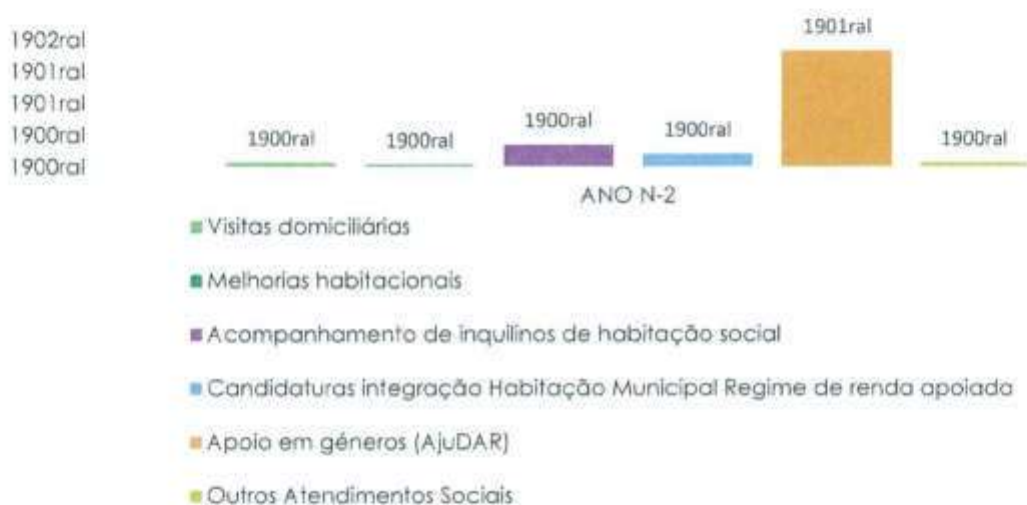 1902ral
1901ral
1901ral
1900ral
1900ral
1900ral
1900ral
1900ral
1900ral
1901ral
1900ral
ANO N-2
Visitas domiciliárias
Melhorias habitacionais
Acompanhamento de inquilinos de habitação social
Candidaturas integração Habitação Municipal Regime de renda apoiada
Apoio em géneros (AjuDAR)
Outros Atendimentos Sociais